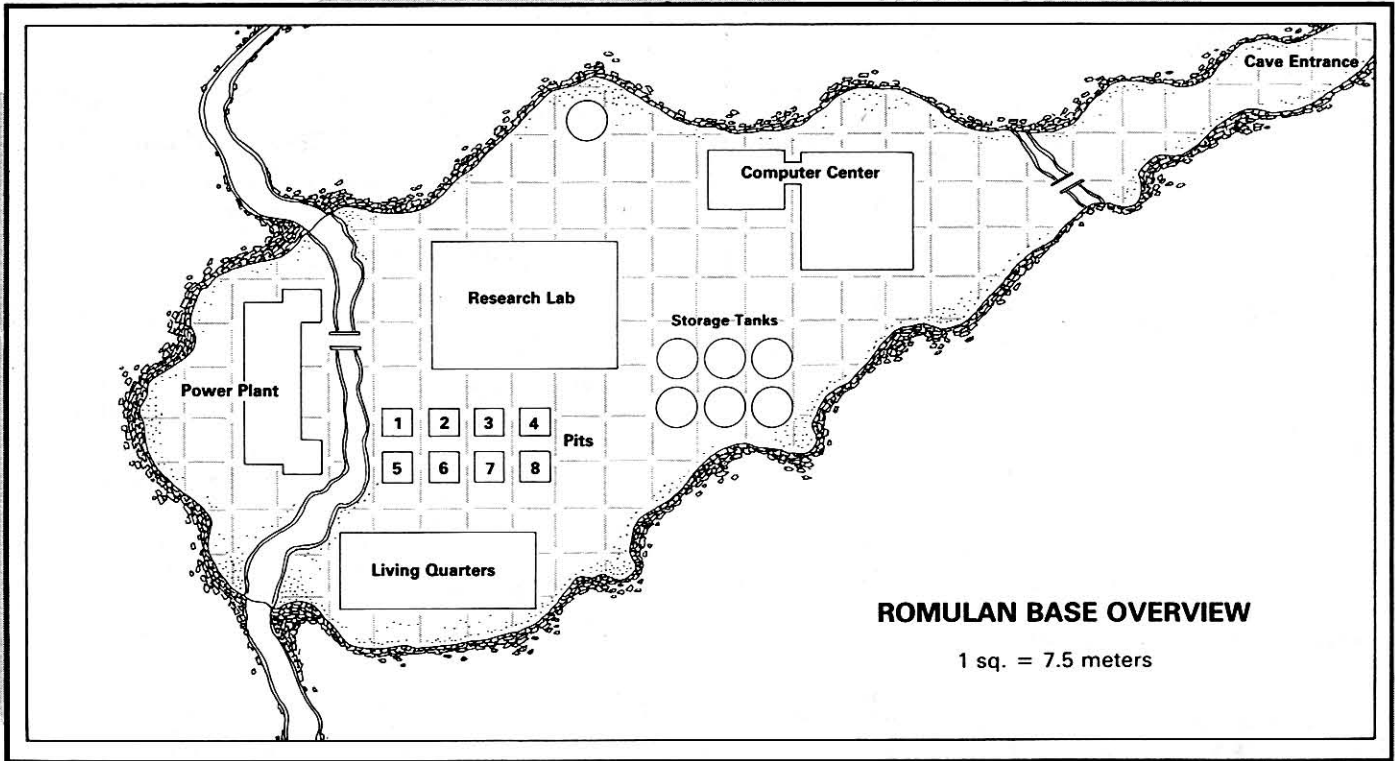 Cave Entrance
Computer Center
Research Lab
Storage Tanks
Power Plant
1 2 3 4
Pits
5 6 7 8
Living Quarters
ROMULAN BASE OVERVIEW
1 sq. = 7.5 meters